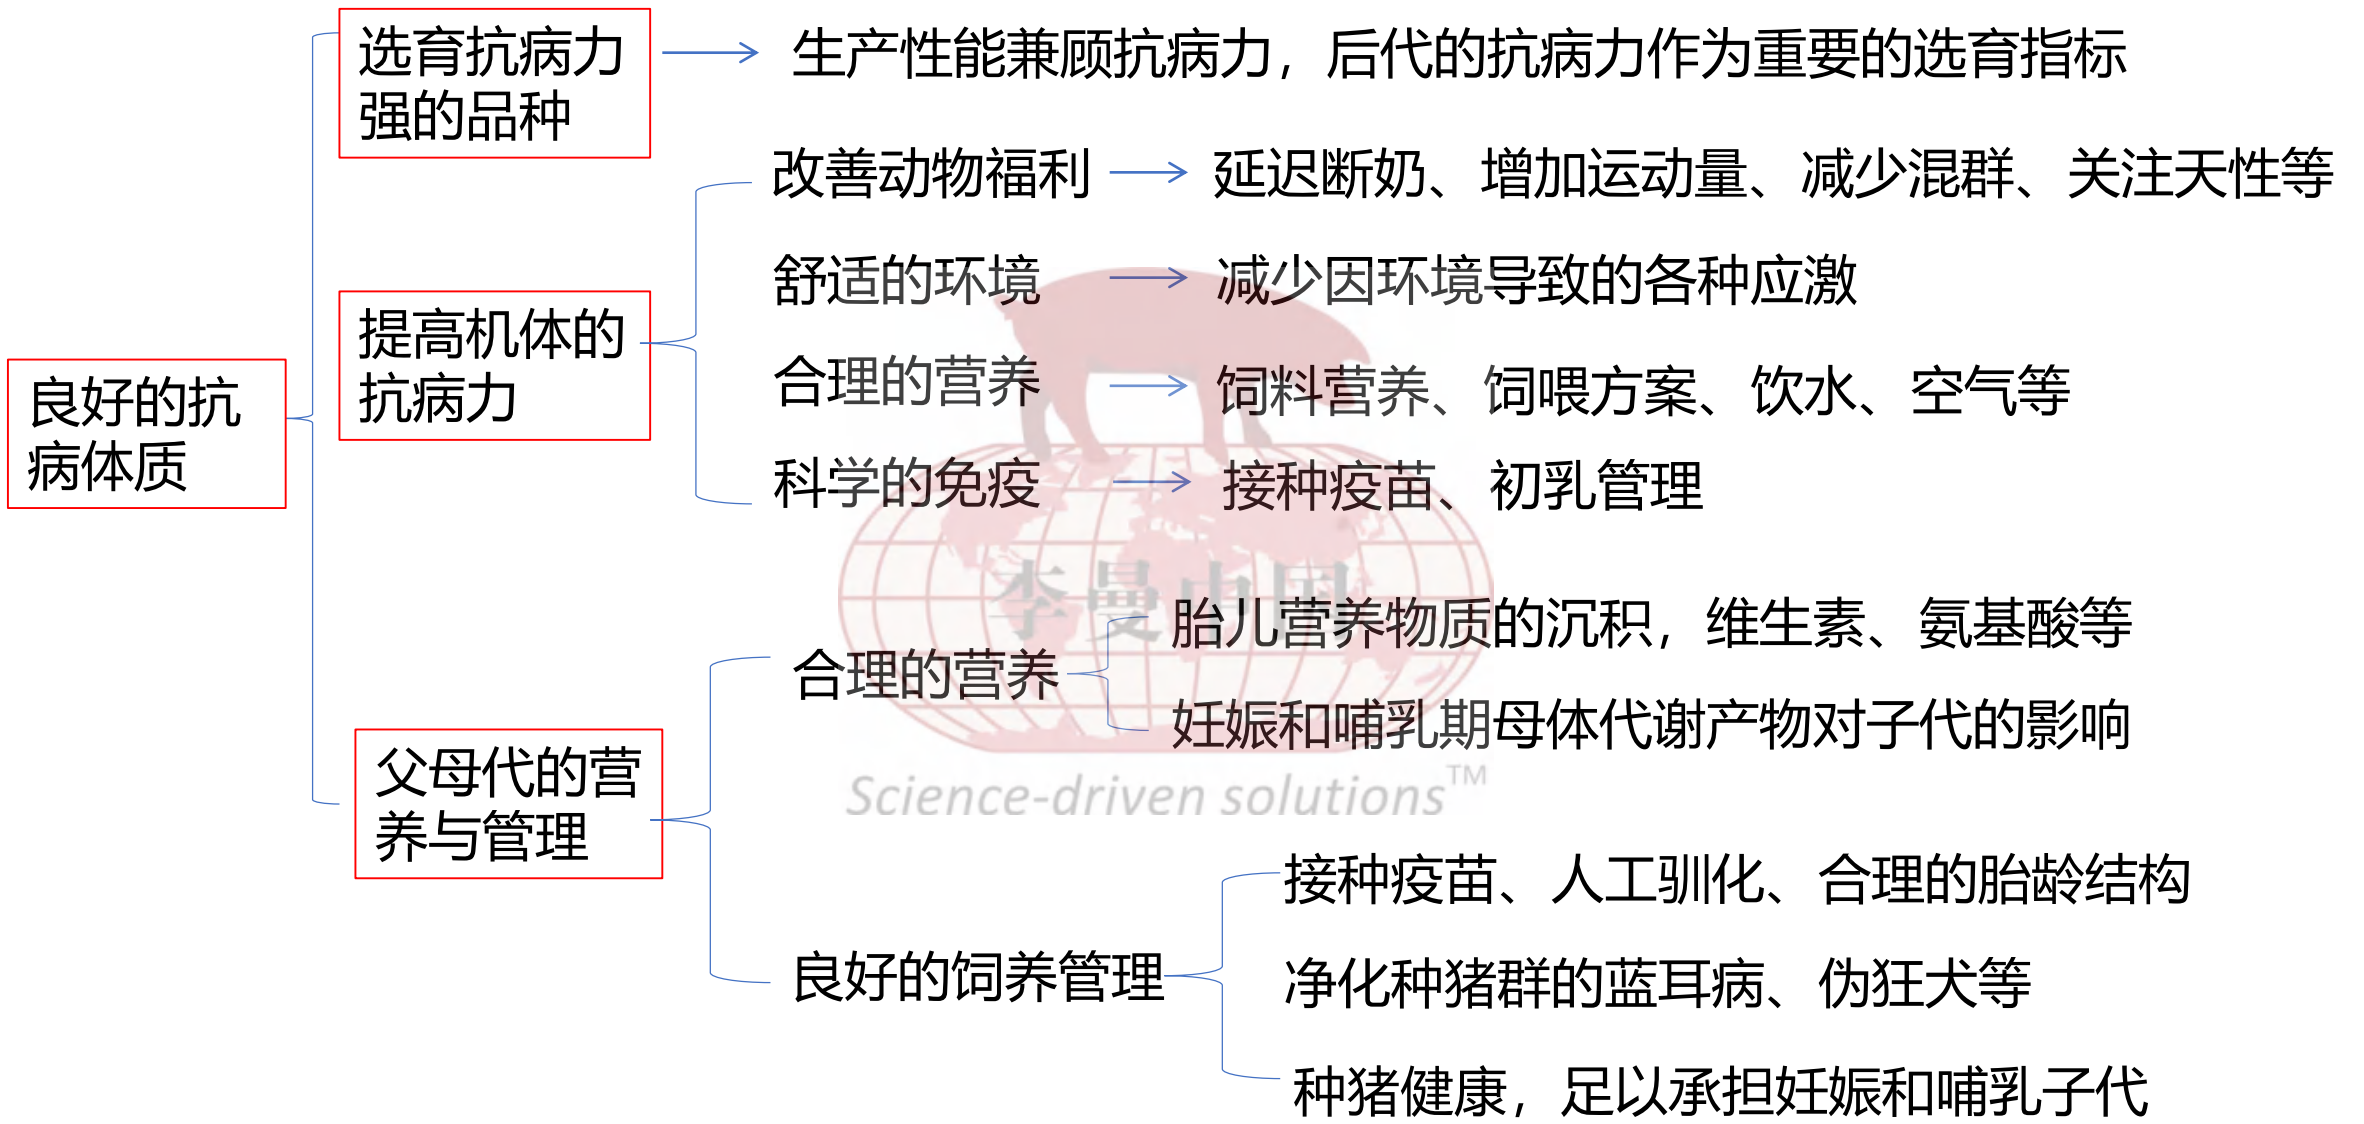 选育抗病力
强的品种
生产性能兼顾抗病力，后代的抗病力作为重要的选育指标
改善动物福利
延迟断奶、增加运动量、减少混群、关注天性等
舒适的环境
减少因环境导致的各种应激
提高机体的
抗病力
合理的营养
饲料营养、饲喂方案、饮水、空气等
良好的抗
病体质
科学的免疫
接种疫苗、初乳管理
李曼中国
胎儿营养物质的沉积，维生素、氨基酸等
合理的营养
妊娠和哺乳期母体代谢产物对子代的影响
父母代的营
养与管理
Science-driven solutions™
接种疫苗、人工驯化、合理的胎龄结构
良好的饲养管理
净化种猪群的蓝耳病、伪狂犬等
种猪健康，足以承担妊娠和哺乳子代